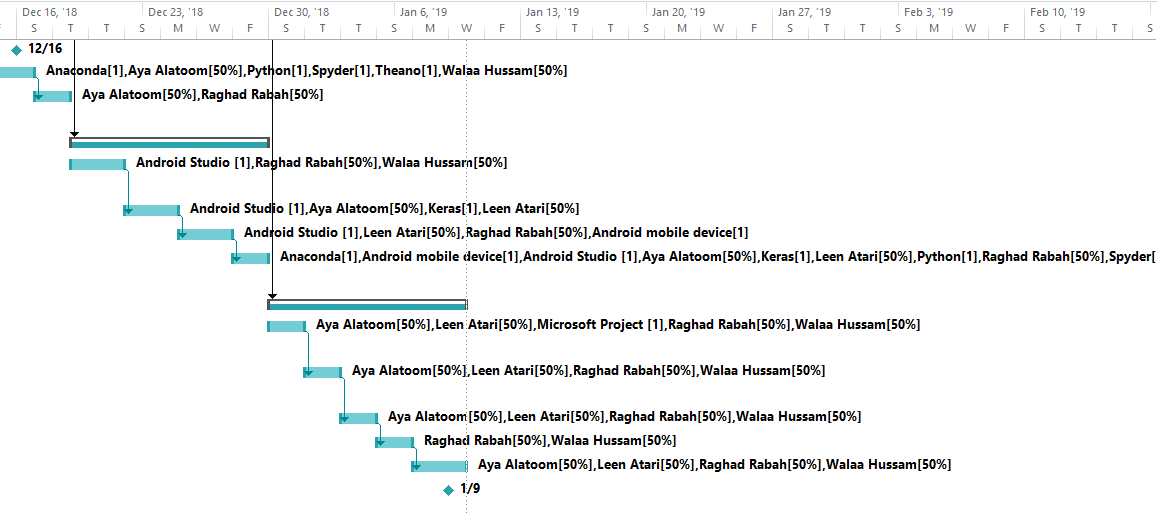 Dec 16, '18 Dec 23, '18 Dec 30, '18 Jan 6, '19 Jan 13, '19 Jan 20, '19 Jan 27, '19 Feb 3, '19 Feb 10, '19
S T T S M W F S T T S M W F S T T S M W F S T T S M W F S T T S
12/16
Anaconda[1],Aya Alatoom[50%],Python[1],Spyder[1],Theano[1],Walaa Hussam[50%]
Aya Alatoom[50%],Raghad Rabah[50%]
Android Studio [1],Raghad Rabah[50%],Walaa Hussam[50%]
Android Studio [1],Aya Alatoom[50%],Keras[1],Leen Atari[50%]
Android Studio [1],Leen Atari[50%],Raghad Rabah[50%],Android mobile device[1]
Anaconda[1],Android mobile device[1],Android Studio [1],Aya Alatoom[50%],Keras[1],Leen Atari[50%],Python[1],Raghad Rabah[50%],Spyder[
Aya Alatoom[50%],Leen Atari[50%],Microsoft Project [1],Raghad Rabah[50%],Walaa Hussam[50%]
Aya Alatoom[50%],Leen Atari[50%],Raghad Rabah[50%],Walaa Hussam[50%]
Aya Alatoom[50%],Leen Atari[50%],Raghad Rabah[50%],Walaa Hussam[50%]
Raghad Rabah[50%],Walaa Hussam[50%]
Aya Alatoom[50%],Leen Atari[50%],Raghad Rabah[50%],Walaa Hussam[50%]
1/9